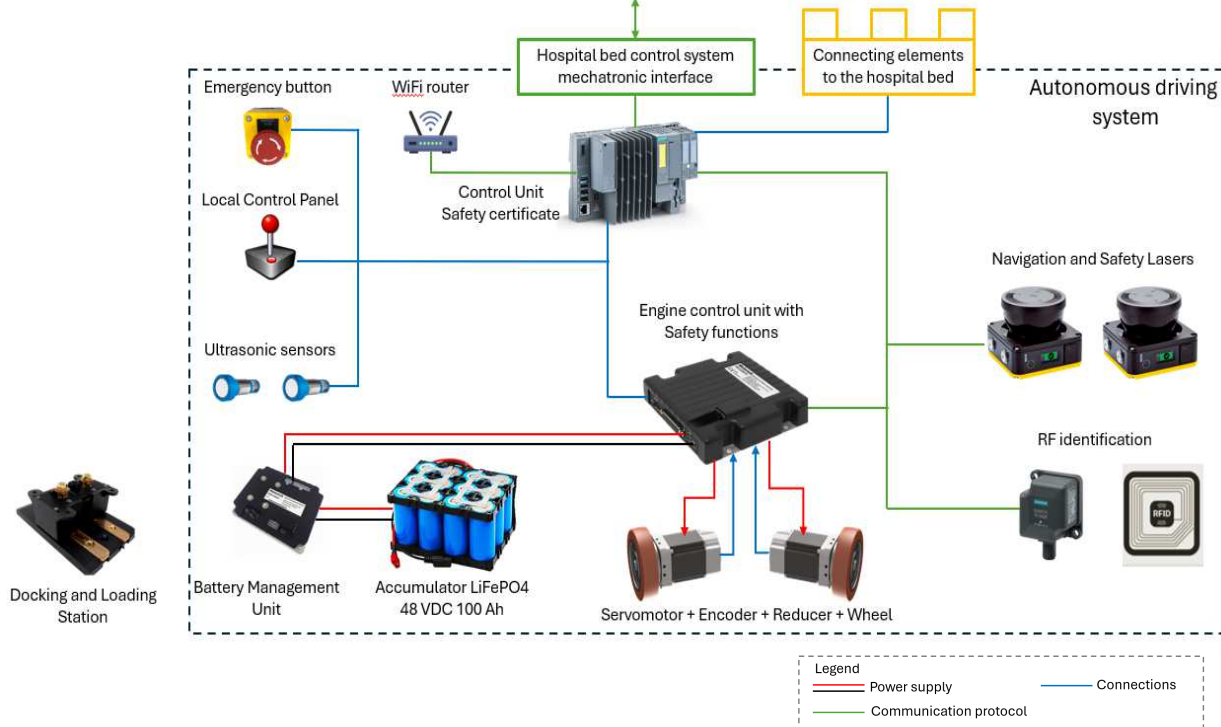 Hospital bed control system
mechatronic interface
Connecting elements
to the hospital bed
Autonomous driving
system
Emergency button
WiFi router
Control Unit
Safety certificate
Local Control Panel
Navigation and Safety Lasers
Engine control unit with
Safety functions
Ultrasonic sensors
RF identification
RFID
Docking and Loading
Station
Battery Management
Unit
Accumulator LiFePO4
48 VDC 100 Ah
Servomotor + Encoder + Reducer + Wheel
Legend
Power supply
Connections
Communication protocol